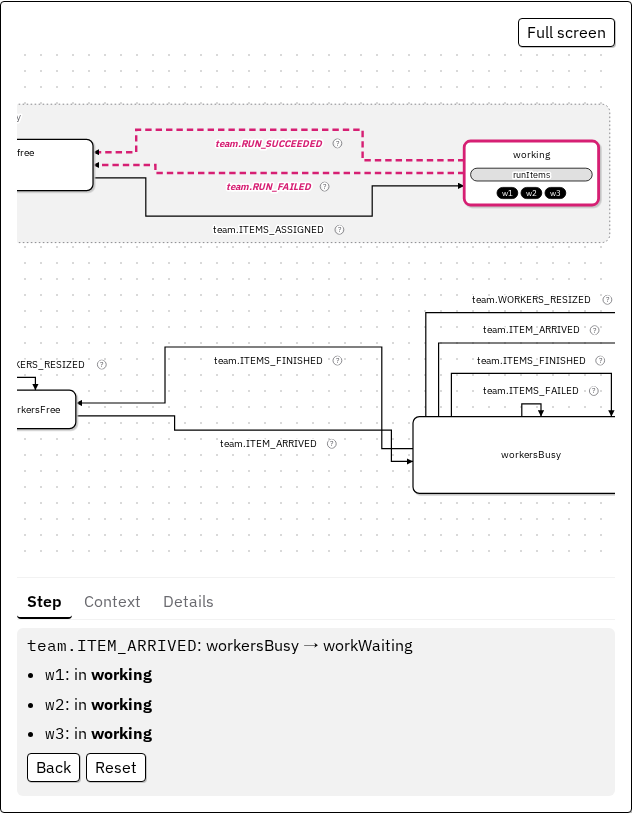 Full screen
y
free
team.RUN_SUCCEEDED ?
working
runItems
w1 w2 w3
team.RUN_FAILED ?
team.ITEMS_ASSIGNED ?
team.WORKERS_RESIZED ?
team.ITEM_ARRIVED ?
KERS_RESIZED ?
team.ITEMS_FINISHED ?
team.ITEMS_FINISHED ?
team.ITEMS_FAILED ?
rkersFree
team.ITEM_ARRIVED ?
workersBusy
Step Context Details
team.ITEM_ARRIVED: workersBusy → workWaiting
• w1: in working
• w2: in working
• w3: in working
Back Reset